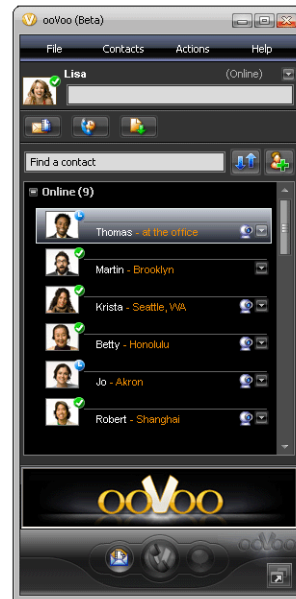 ooVoo (Beta)
File Contacts Actions Help
Lisa (Online)
Find a contact
Online (9)
Thomas - at the office
Martin - Brooklyn
Krista - Seattle, WA
Betty - Honolulu
Jo - Akron
Robert - Shanghai
ooVoo
ooVoo